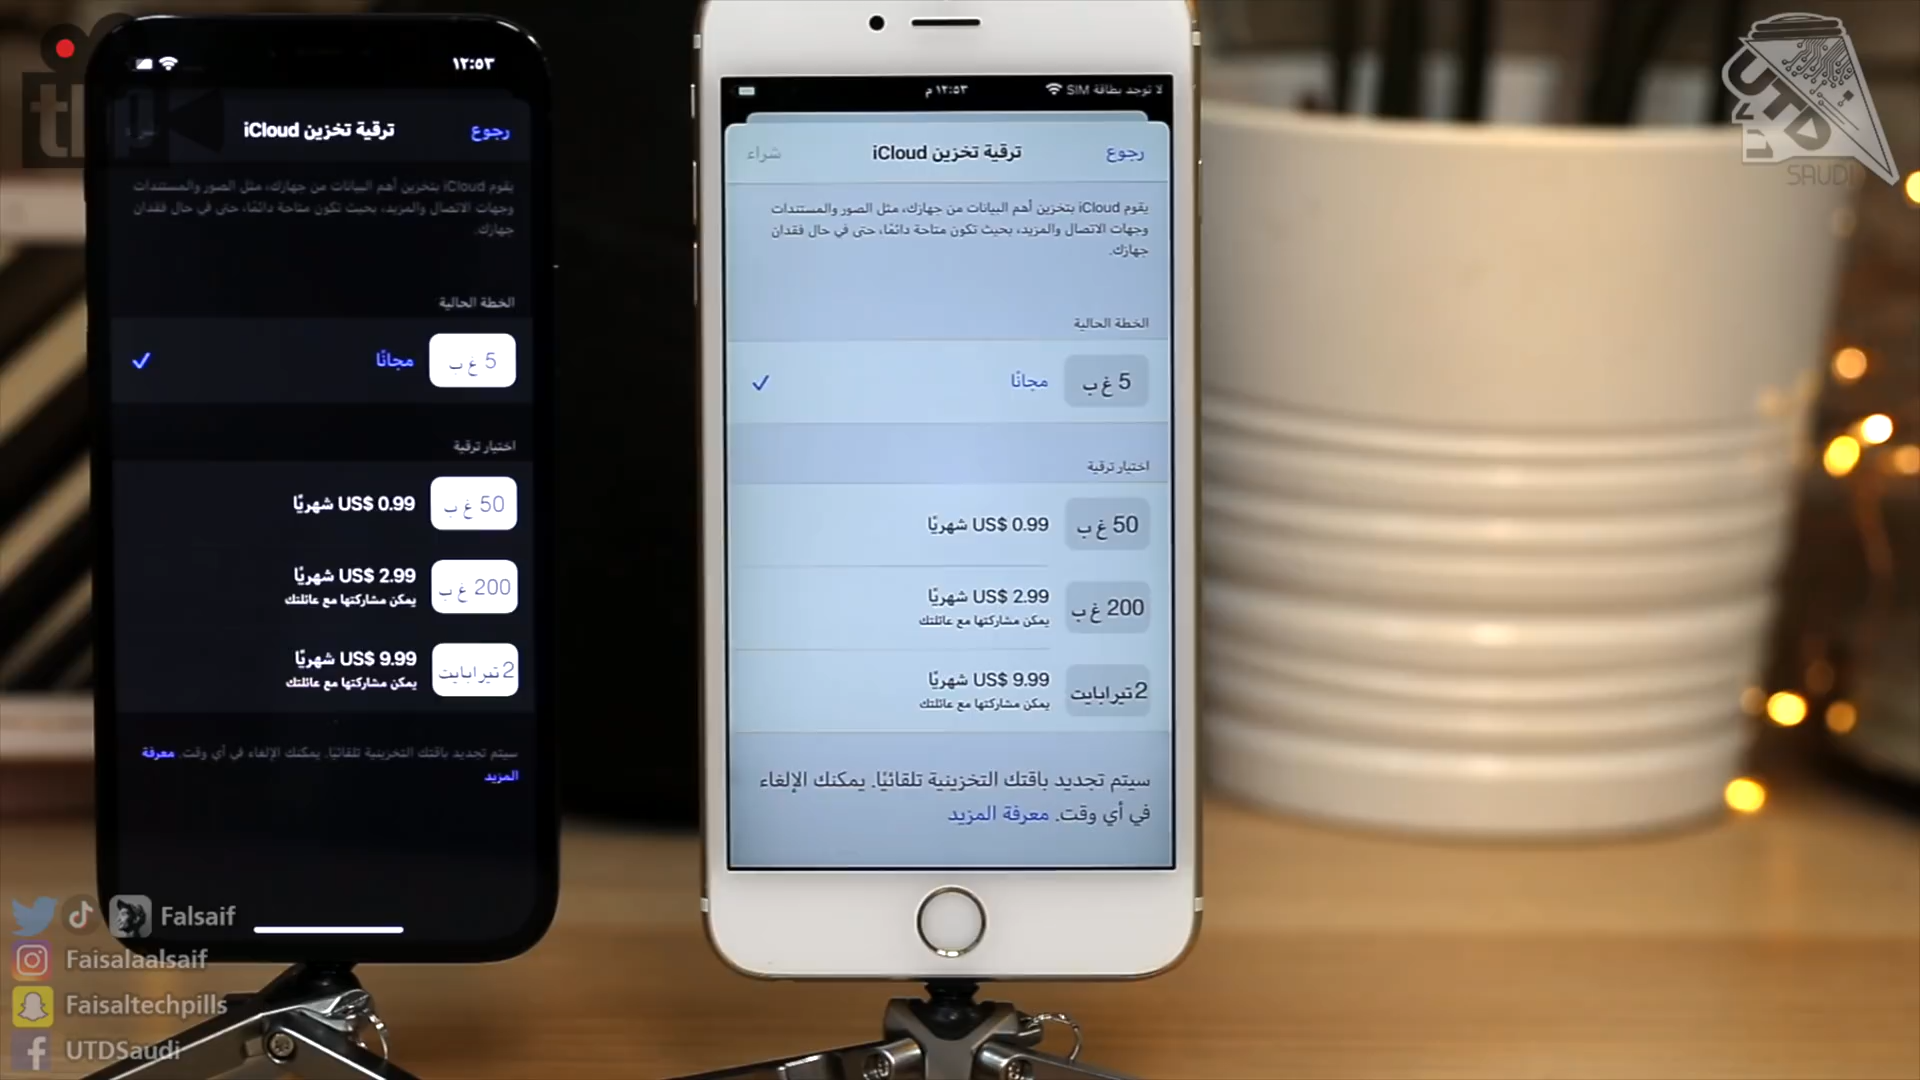 tlp
١٢:٥٣
رجوع
ترقية تخزين iCloud
يقوم iCloud بتخزين أهم البيانات من جهازك، مثل الصور والمستندات
وجهات الاتصال والمزيد، بحيث تكون متاحة دائمًا، حتى في حال فقدان
جهازك.
الخطة الحالية
5 غ ب
مجانًا
اختيار ترقية
50 غ ب
US$ 0.99 شهريًا
200 غ ب
US$ 2.99 شهريًا
يمكن مشاركتها مع عائلتك
2 تيرابايت
US$ 9.99 شهريًا
يمكن مشاركتها مع عائلتك
سيتم تجديد باقتك التخزينية تلقائيًا. يمكنك الإلغاء في أي وقت. معرفة
المزيد
لا توجد بطاقة SIM
١٢:٥٣ م
رجوع
ترقية تخزين iCloud
شراء
يقوم iCloud بتخزين أهم البيانات من جهازك، مثل الصور والمستندات
وجهات الاتصال والمزيد، بحيث تكون متاحة دائمًا، حتى في حال فقدان
جهازك.
الخطة الحالية
5 غ ب
مجانًا
اختيار ترقية
50 غ ب
US$ 0.99 شهريًا
200 غ ب
US$ 2.99 شهريًا
يمكن مشاركتها مع عائلتك
2 تيرابايت
US$ 9.99 شهريًا
يمكن مشاركتها مع عائلتك
سيتم تجديد باقتك التخزينية تلقائيًا. يمكنك الإلغاء
في أي وقت. معرفة المزيد
UTD
SAUDI
Falsaif
Faisalaalsaif
Faisaltechpills
UTDSaudi